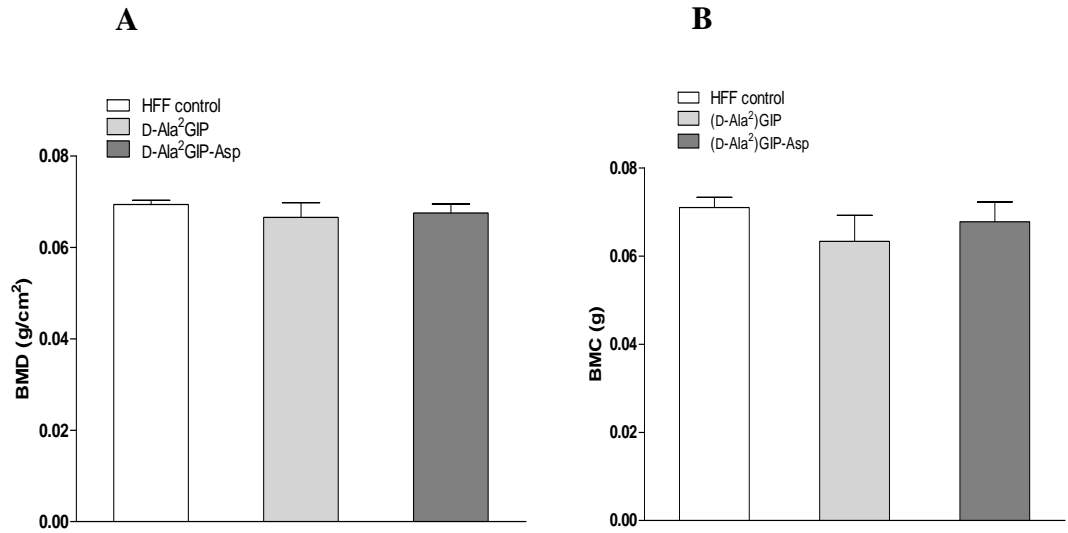 A
HFF control
D-Ala²GIP
D-Ala²GIP-Asp
0.08
0.06
0.04
0.02
0.00
BMD (g/cm²)
B
HFF control
(D-Ala²)GIP
(D-Ala²)GIP-Asp
0.08
0.06
0.04
0.02
0.00
BMC (g)